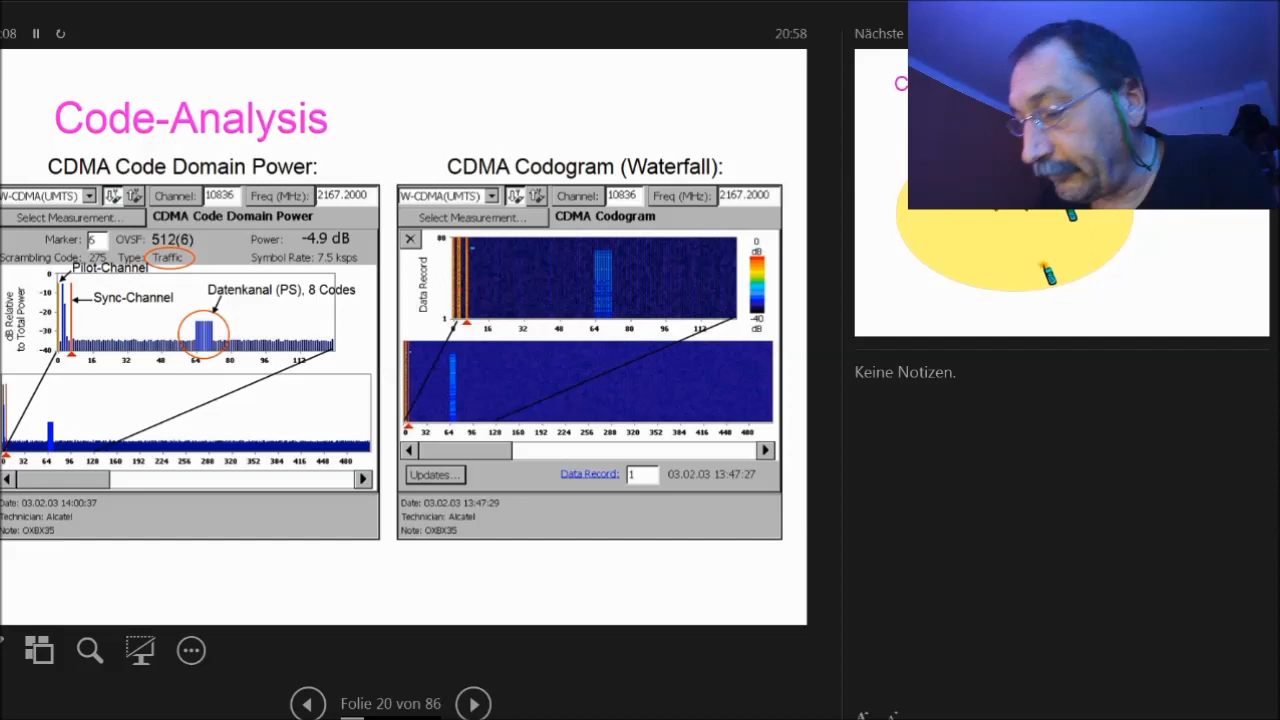 :08
20:58
Nächste
Code-Analysis
CDMA Code Domain Power:
W-CDMA(UMTS) Channel: 10836 Freq (MHz): 2167.2000
Select Measurement... CDMA Code Domain Power
Marker: 6 OVSF: 512(6) Power: -4.9 dB
Scrambling Code: 275 Type: Traffic Symbol Rate: 7.5 ksps
Pilot-Channel
Sync-Channel
Datenkanal (PS), 8 Codes
dB Relative
to Total Power
0
-10
-20
-30
-40
0 16 32 48 64 80 96 112
0 32 64 96 128 160 192 224 256 288 320 352 384 416 448 480
Date: 03.02.03 14:00:37
Technician: Alcatel
Note: OXBX35
CDMA Codogram (Waterfall):
W-CDMA(UMTS) Channel: 10836 Freq (MHz): 2167.2000
Select Measurement... CDMA Codogram
Data Record
1
0
dB
-40
dB
0 16 32 48 64 80 96 112
0 32 64 96 128 160 192 224 256 288 320 352 384 416 448 480
Updates... Data Record: 1 03.02.03 13:47:27
Date: 03.02.03 13:47:29
Technician: Alcatel
Note: OXBX35
C
Keine Notizen.
Folie 20 von 86